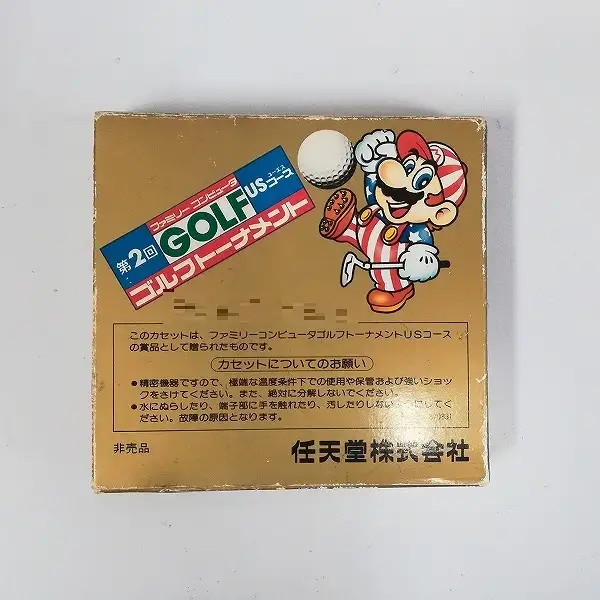 第2回
ファミリーコンピュータ
GOLF
ユーエス
USコース
ゴルフトーナメント
このカセットは、ファミリーコンピュータゴルフトーナメントUSコース
の賞品として贈られたものです。
カセットについてのお願い
●精密機器ですので、極端な温度条件下での使用や保管および強いショッ
クをさけてください。また、絶対に分解しないでください。
●水にぬらしたり、端子部に手を触れたり、汚したりしないようにしてく
ださい。故障の原因となります。
非売品
任天堂株式会社